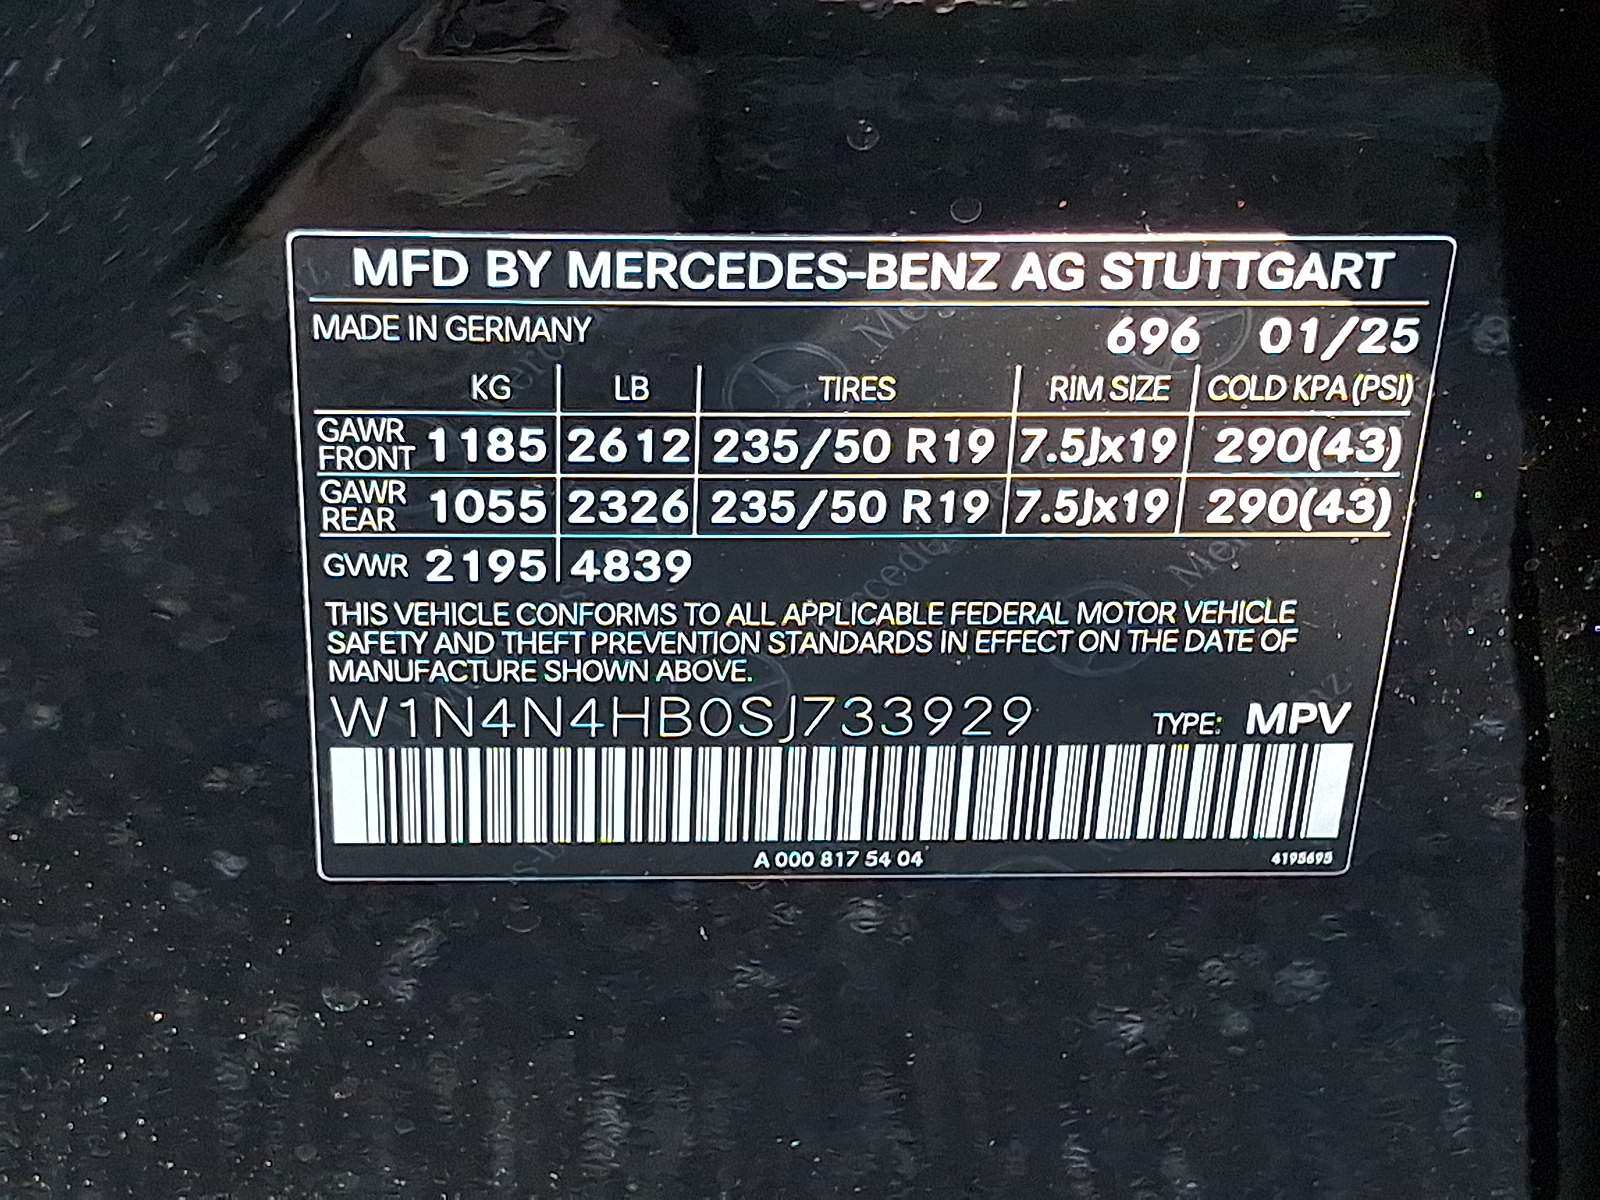 MFD BY MERCEDES-BENZ AG STUTTGART
MADE IN GERMANY 696 01/25
KG LB TIRES RIM SIZE COLD KPA(PSI)
GAWR FRONT 1185 2612 235/50 R19 7.5Jx19 290(43)
GAWR REAR 1055 2326 235/50 R19 7.5Jx19 290(43)
GVWR 2195 4839
THIS VEHICLE CONFORMS TO ALL APPLICABLE FEDERAL MOTOR VEHICLE
SAFETY AND THEFT PREVENTION STANDARDS IN EFFECT ON THE DATE OF
MANUFACTURE SHOWN ABOVE.
W1N4N4HB0SJ733929 TYPE: MPV
A 000 817 54 04 4195695